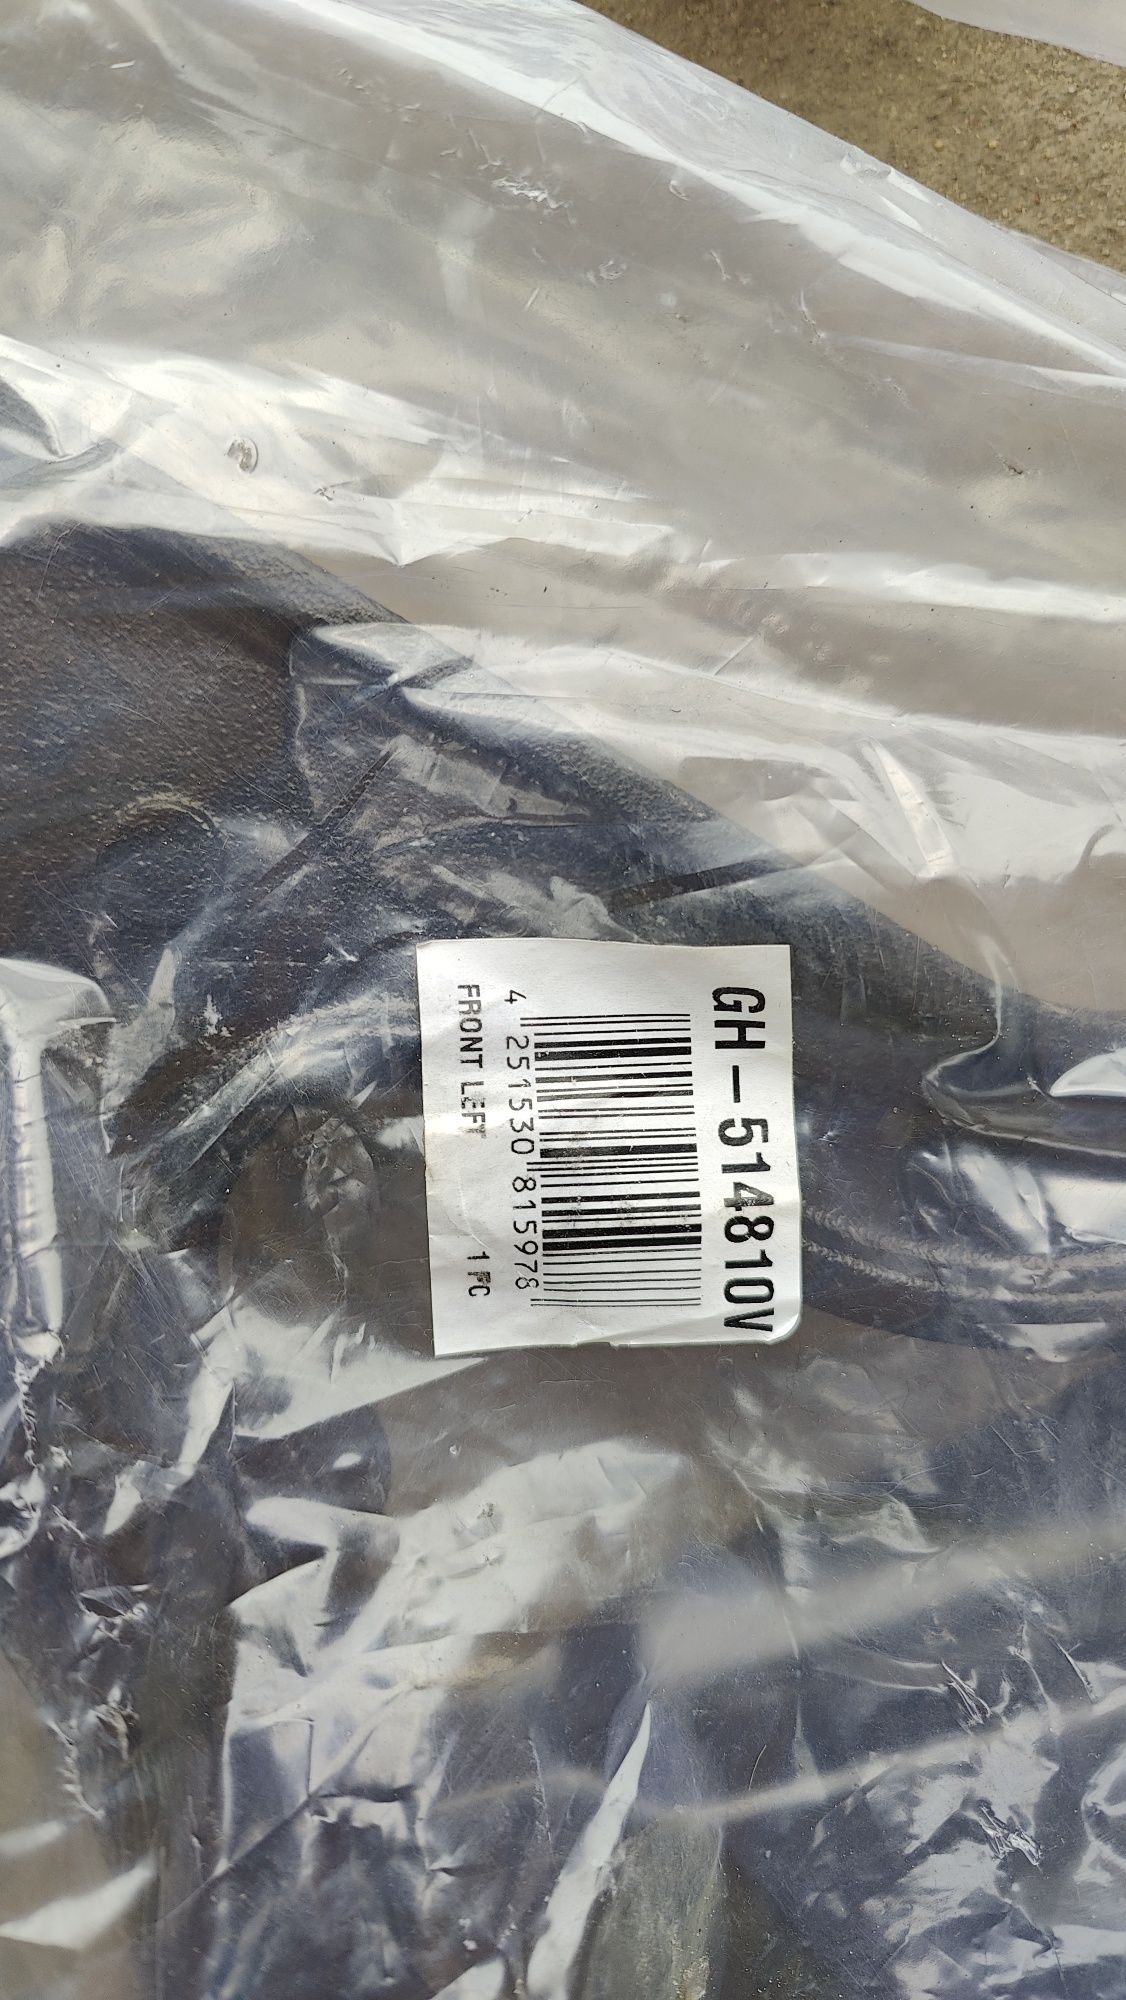 GH-514810V
4 251530 815978
FRONT LEFT 1 PC